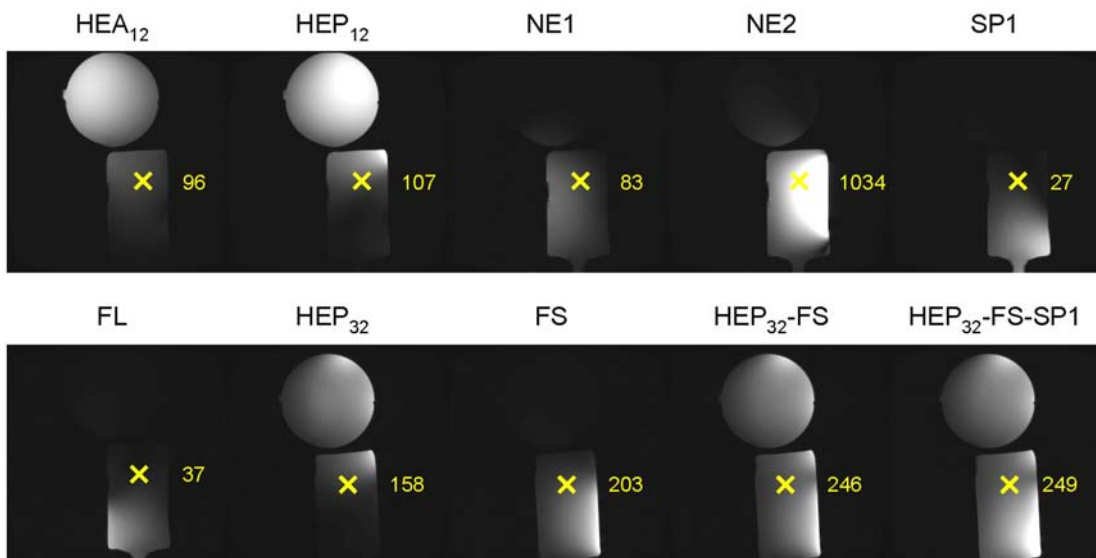 HEA12 HEP12 NE1 NE2 SP1
96 107 83 1034 27
FL HEP32 FS HEP32-FS HEP32-FS-SP1
37 158 203 246 249